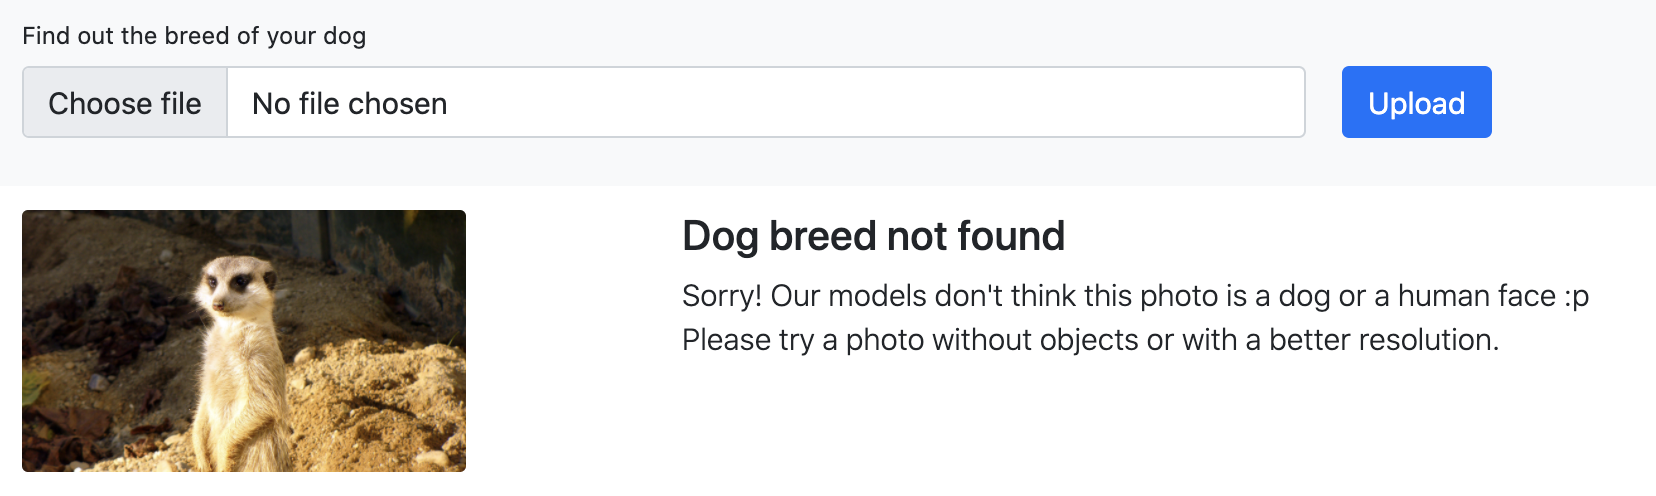 Find out the breed of your dog
Choose file No file chosen Upload
Dog breed not found
Sorry! Our models don't think this photo is a dog or a human face :p
Please try a photo without objects or with a better resolution.